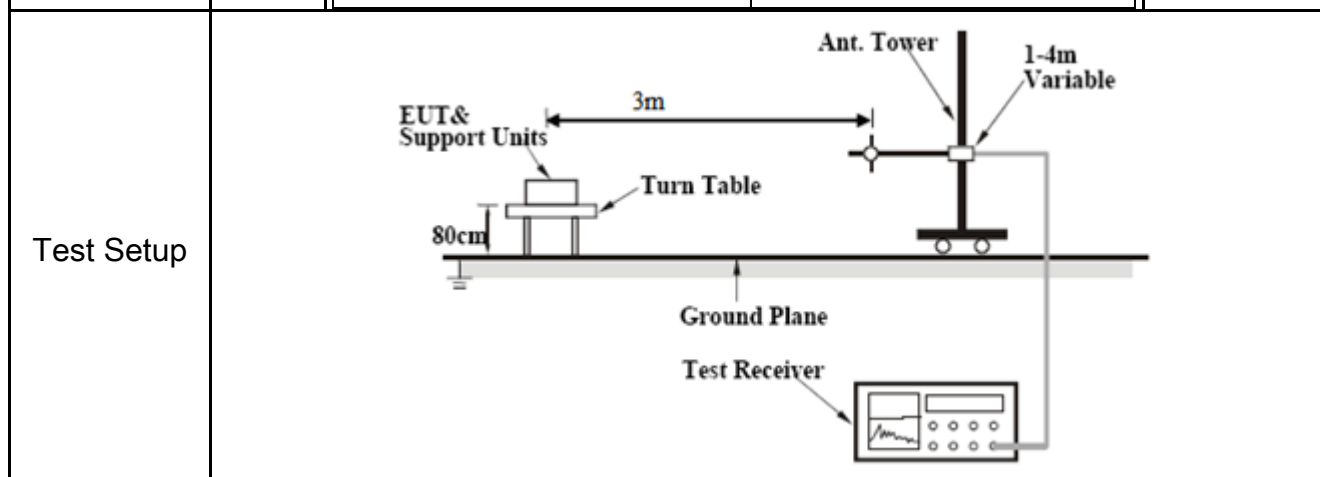 Test Setup
Ant. Tower
1-4m
Variable
3m
EUT&
Support Units
Turn Table
80cm
Ground Plane
Test Receiver